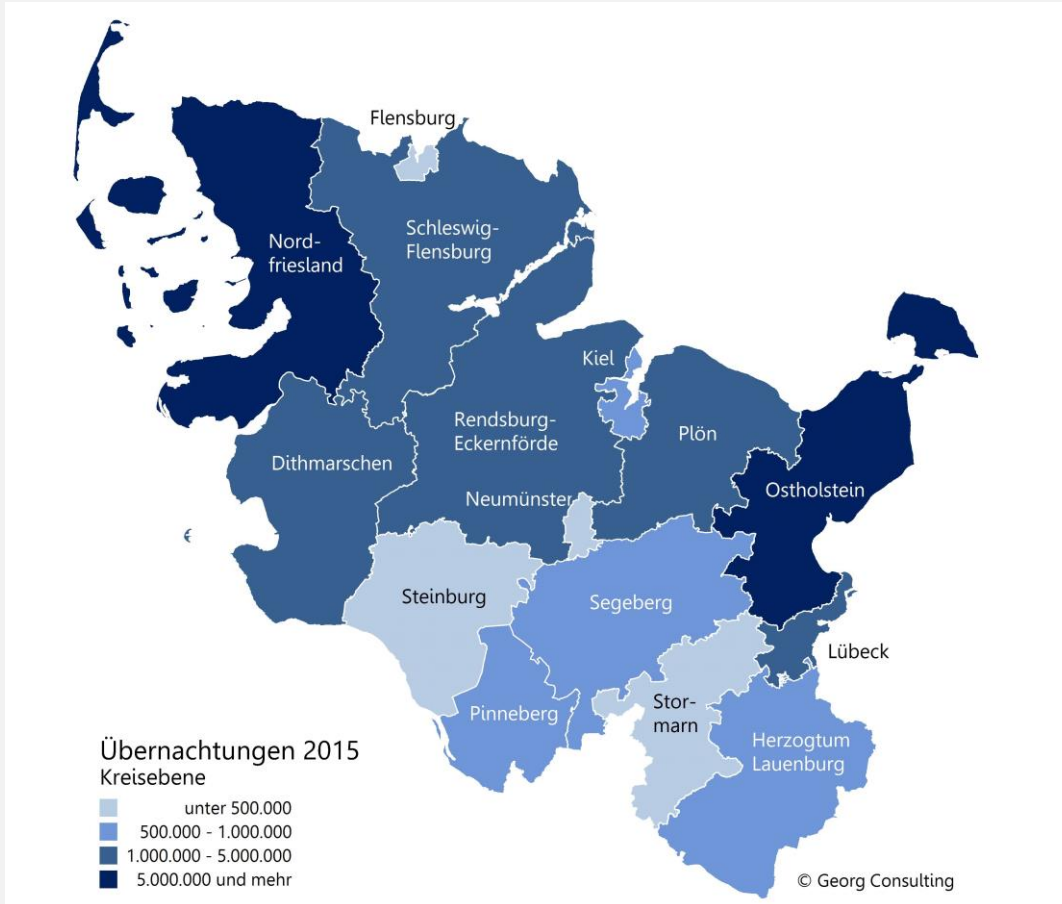 Flensburg
Schleswig-
Flensburg
Nord-
friesland
Kiel
Rendsburg-
Eckernförde
Plön
Dithmarschen
Ostholstein
Neumünster
Steinburg
Segeberg
Lübeck
Stor-
marn
Pinneberg
Herzogtum
Lauenburg
Übernachtungen 2015
Kreisebene
unter 500.000
500.000 - 1.000.000
1.000.000 - 5.000.000
5.000.000 und mehr
© Georg Consulting